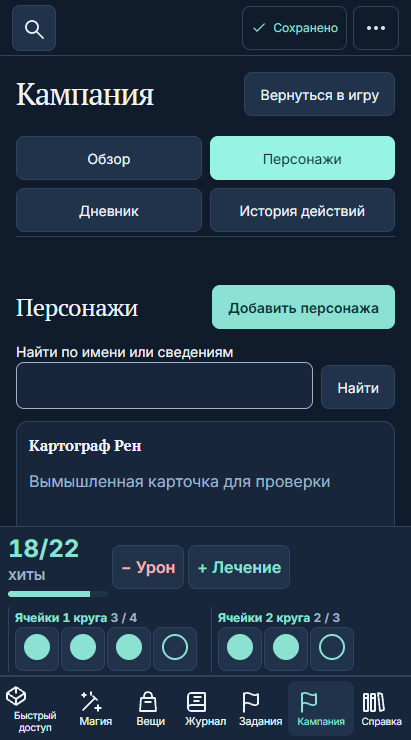 Сохранено
Кампания
Вернуться в игру
Обзор
Персонажи
Дневник
История действий
Персонажи
Добавить персонажа
Найти по имени или сведениям
Найти
Картограф Рен
Вымышленная карточка для проверки
18/22
ХИТЫ
− Урон
+ Лечение
Ячейки 1 круга 3 / 4
Ячейки 2 круга 2 / 3
Быстрый
доступ
Магия
Вещи
Журнал
Задания
Кампания
Справка